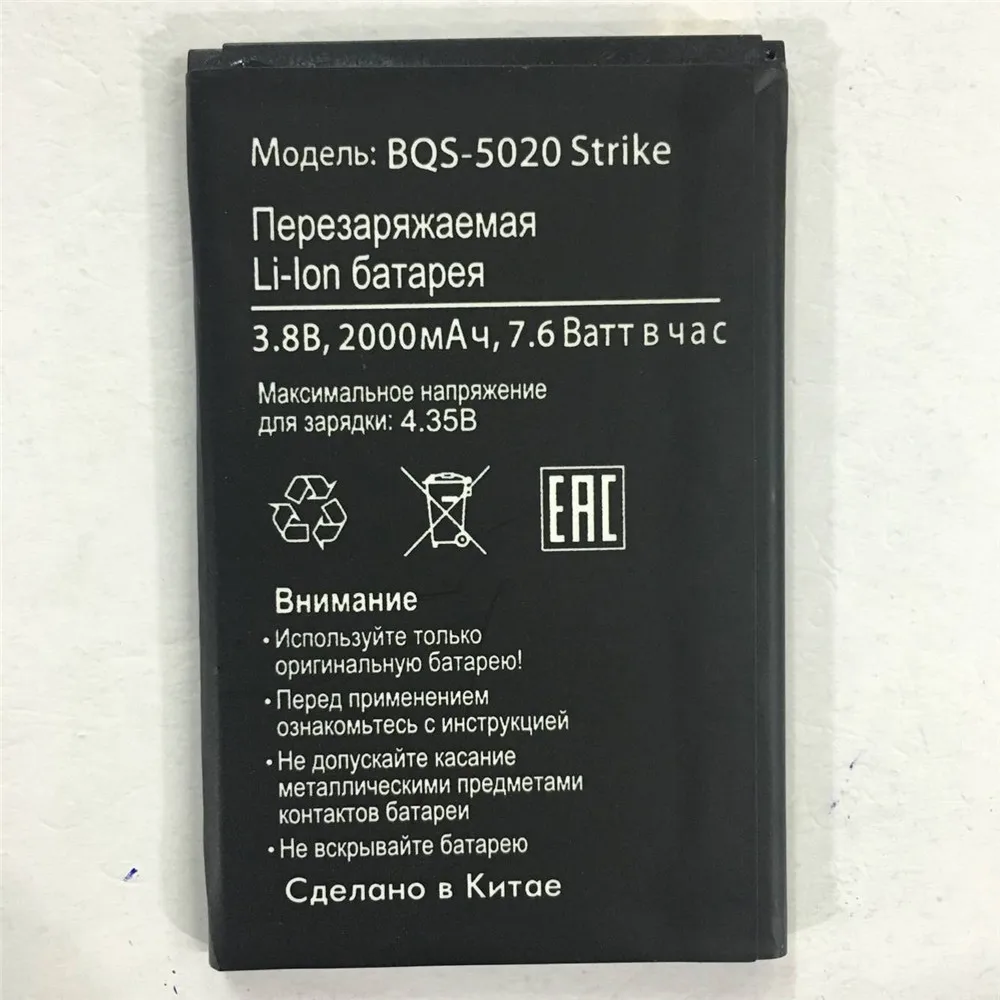 Модель: BQS-5020 Strike
Перезаряжаемая
Li-Ion батарея
3.8В, 2000мАч, 7.6 Ватт в час
Максимальное напряжение
для зарядки: 4.35В
EAC
Внимание
• Используйте только
оригинальную батарею!
• Перед применением
ознакомьтесь с инструкцией
• Не допускайте касание
металлическими предметами
контактов батареи
• Не вскрывайте батарею
Сделано в Китае